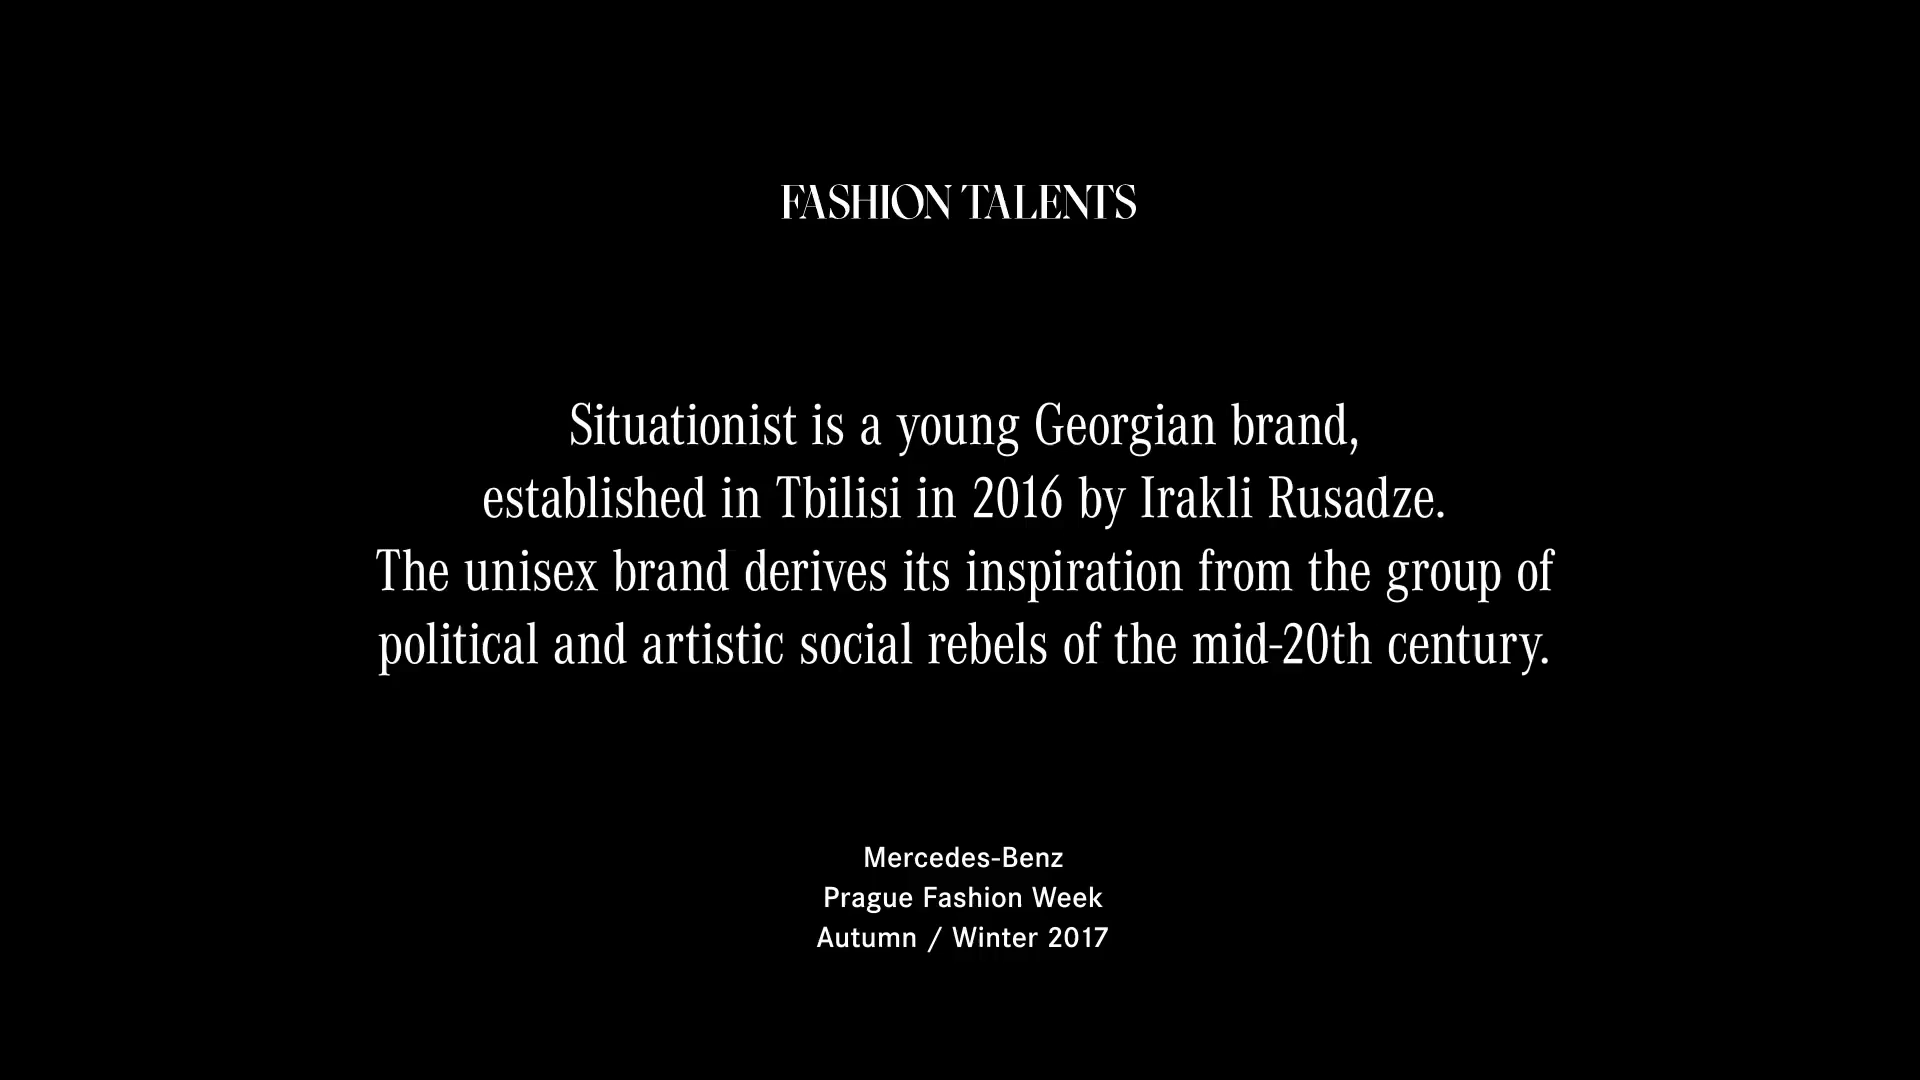 FASHION TALENTS
Situationist is a young Georgian brand,
established in Tbilisi in 2016 by Irakli Rusadze.
The unisex brand derives its inspiration from the group of
political and artistic social rebels of the mid-20th century.
Mercedes-Benz
Prague Fashion Week
Autumn / Winter 2017